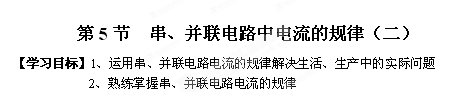 第 5 节 串、并联电路中电流的规律（二）
【学习目标】1、运用串、并联电路电流的规律解决生活、生产中的实际问题
2、熟练掌握串、并联电路电流的规律